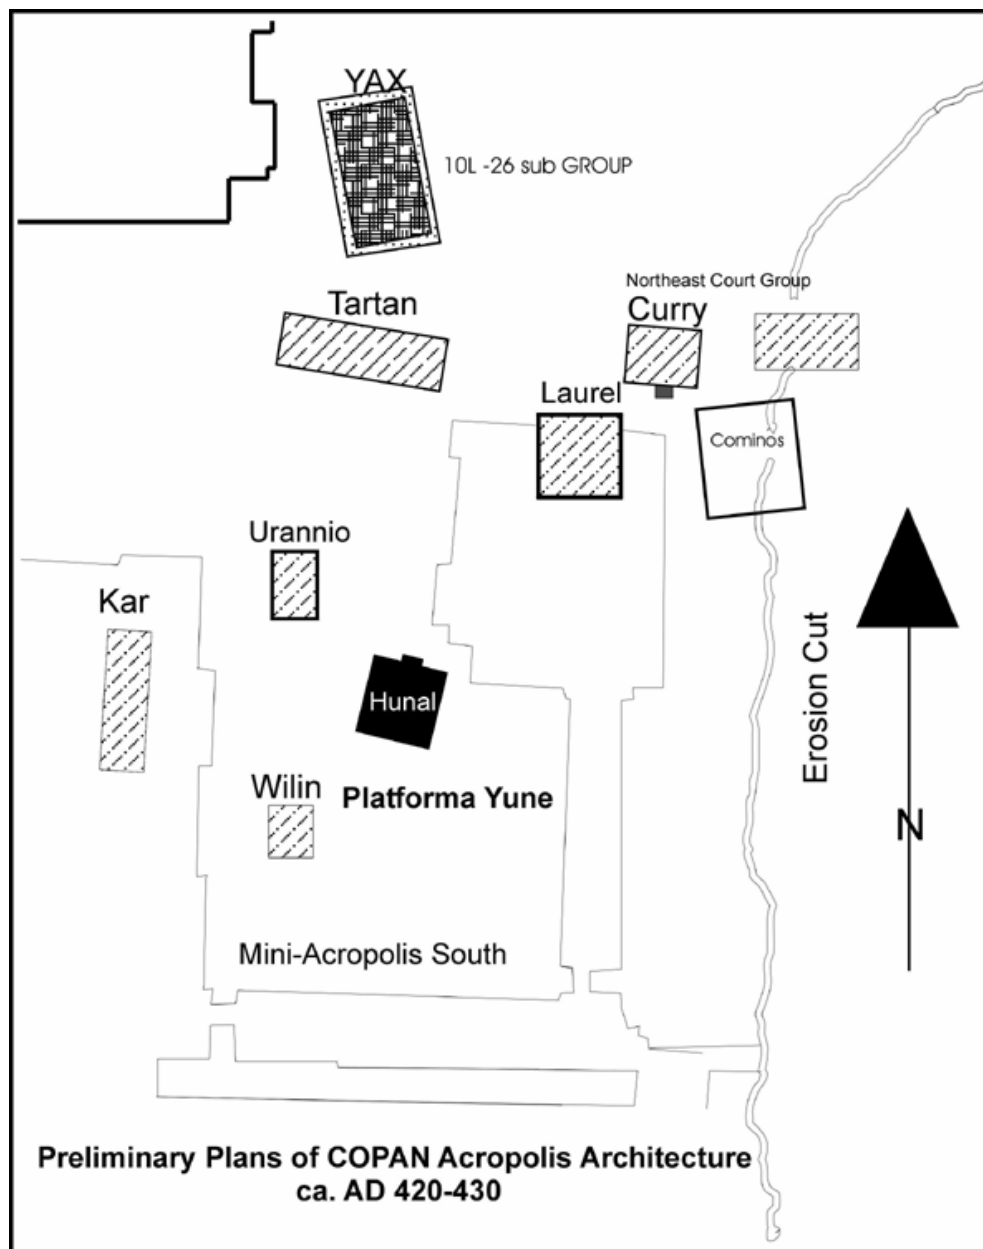 YAX
10L -26 sub GROUP
Northeast Court Group
Tartan
Curry
Laurel
Cominos
Urannio
Kar
Hunal
Erosion Cut
Wilin
Platforma Yune
N
Mini-Acropolis South
Preliminary Plans of COPAN Acropolis Architecture
ca. AD 420-430